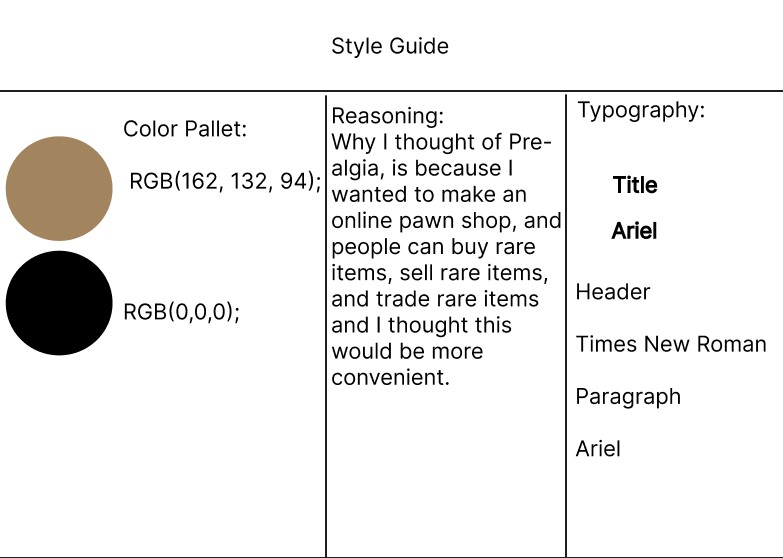 Style Guide
Color Pallet:
RGB(162, 132, 94);
RGB(0,0,0);
Reasoning:
Why I thought of Pre-
algia, is because I
wanted to make an
online pawn shop, and
people can buy rare
items, sell rare items,
and trade rare items
and I thought this
would be more
convenient.
Typography:
Title
Ariel
Header
Times New Roman
Paragraph
Ariel